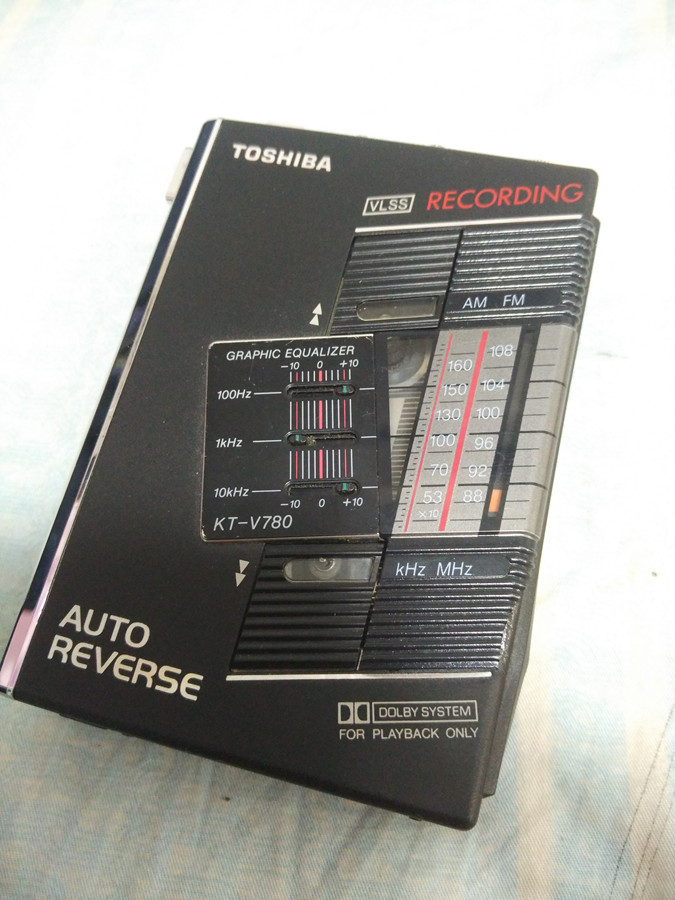 TOSHIBA
VLSS RECORDING
AM FM
GRAPHIC EQUALIZER
-10 0 +10
100Hz
1kHz
10kHz
-10 0 +10
KT-V780
160 108
150 104
130 100
100 96
70 92
53 88
×10
kHz MHz
AUTO
REVERSE
DOLBY SYSTEM
FOR PLAYBACK ONLY